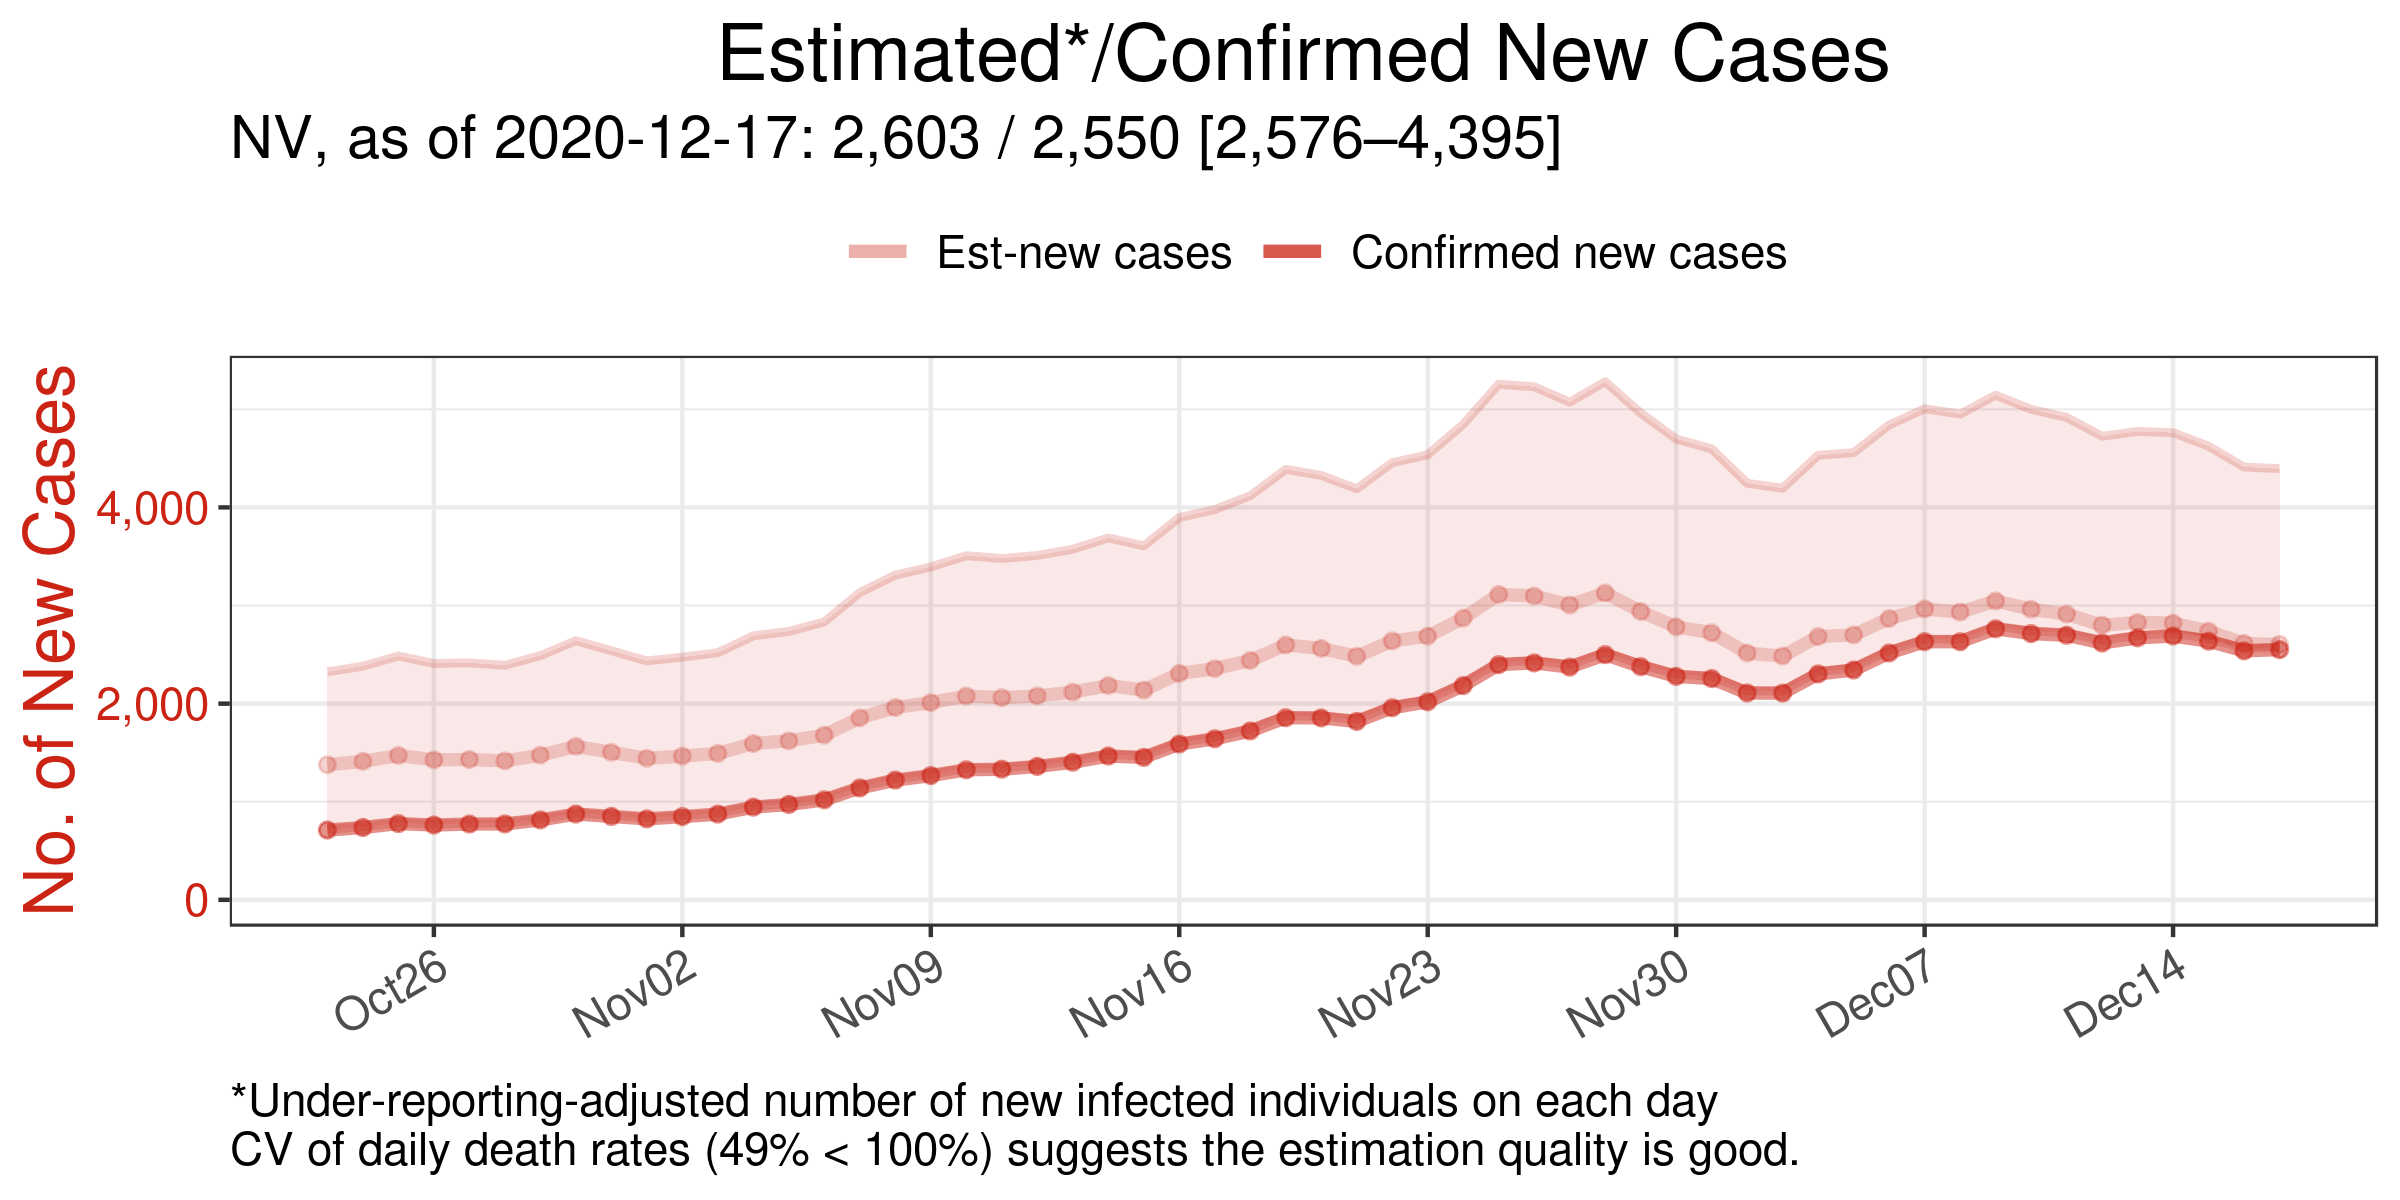 Estimated*/Confirmed New Cases
NV, as of 2020-12-17: 2,603 / 2,550 [2,576–4,395]
Est-new cases Confirmed new cases
No. of New Cases
4,000
2,000
0
Oct26 Nov02 Nov09 Nov16 Nov23 Nov30 Dec07 Dec14
*Under-reporting-adjusted number of new infected individuals on each day
CV of daily death rates (49% < 100%) suggests the estimation quality is good.